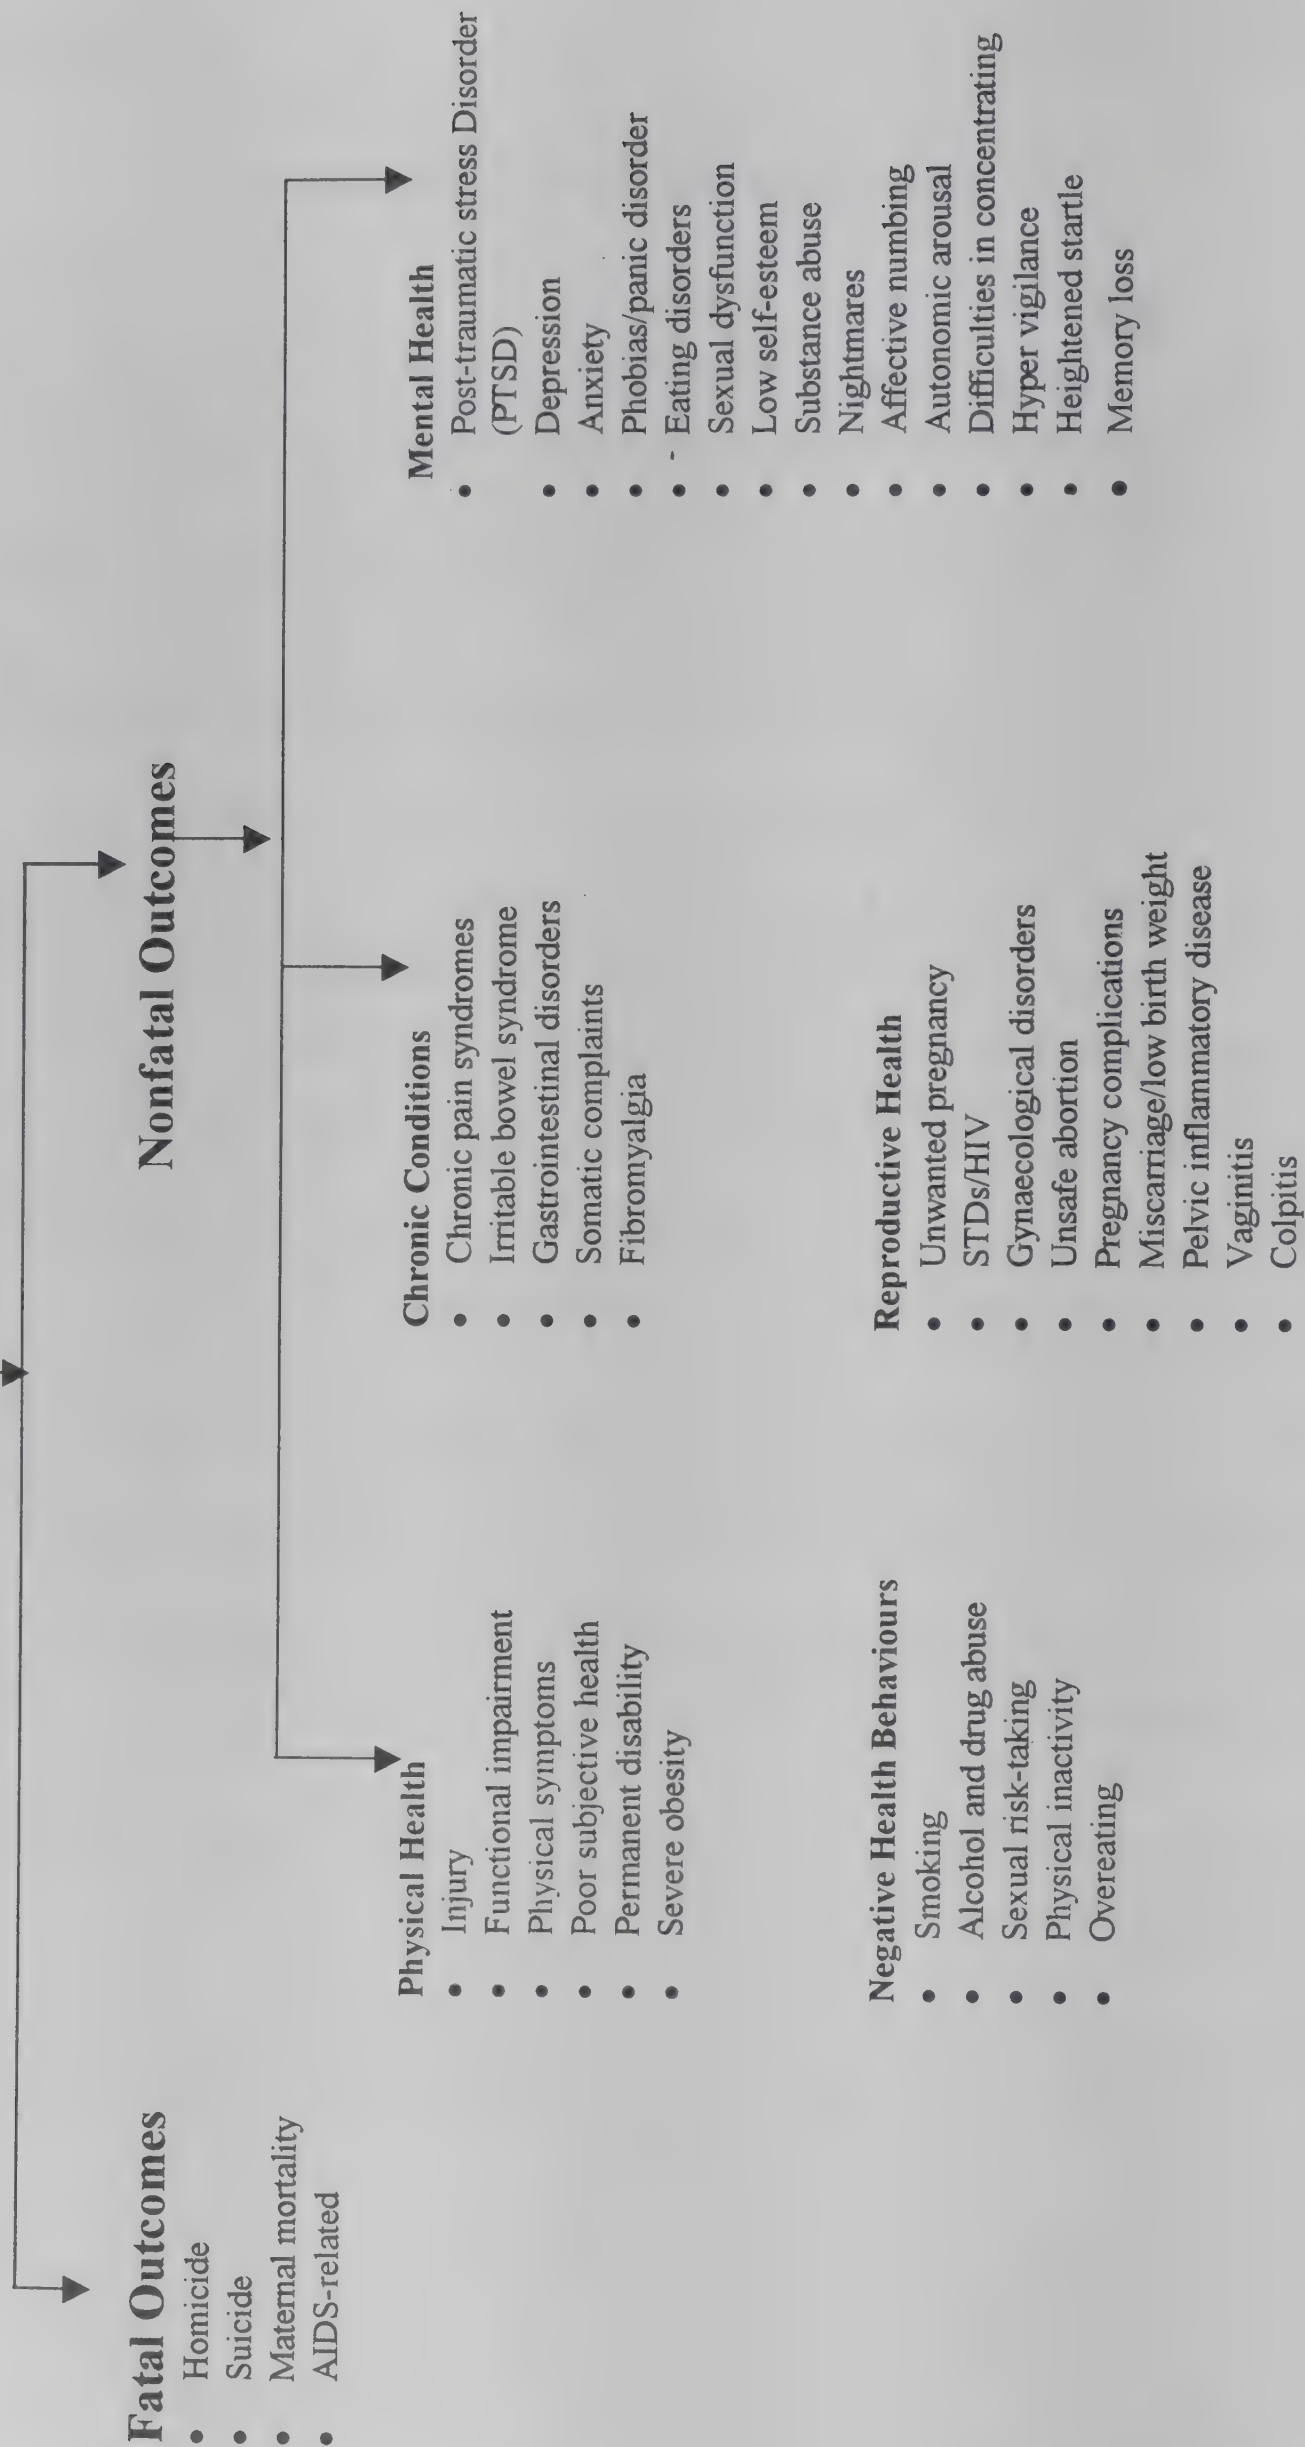 Fatal Outcomes
• Homicide
• Suicide
• Maternal mortality
• AIDS-related
Nonfatal Outcomes
Physical Health
• Injury
• Functional impairment
• Physical symptoms
• Poor subjective health
• Permanent disability
• Severe obesity
Chronic Conditions
• Chronic pain syndromes
• Irritable bowel syndrome
• Gastrointestinal disorders
• Somatic complaints
• Fibromyalgia
Mental Health
• Post-traumatic stress Disorder
(PTSD)
• Depression
• Anxiety
• Phobias/panic disorder
• Eating disorders
• Sexual dysfunction
• Low self-esteem
• Substance abuse
• Nightmares
• Affective numbing
• Autonomic arousal
• Difficulties in concentrating
• Hyper vigilance
• Heightened startle
• Memory loss
Negative Health Behaviours
• Smoking
• Alcohol and drug abuse
• Sexual risk-taking
• Physical inactivity
• Overeating
Reproductive Health
• Unwanted pregnancy
• STDs/HIV
• Gynaecological disorders
• Unsafe abortion
• Pregnancy complications
• Miscarriage/low birth weight
• Pelvic inflammatory disease
• Vaginitis
• Colpitis